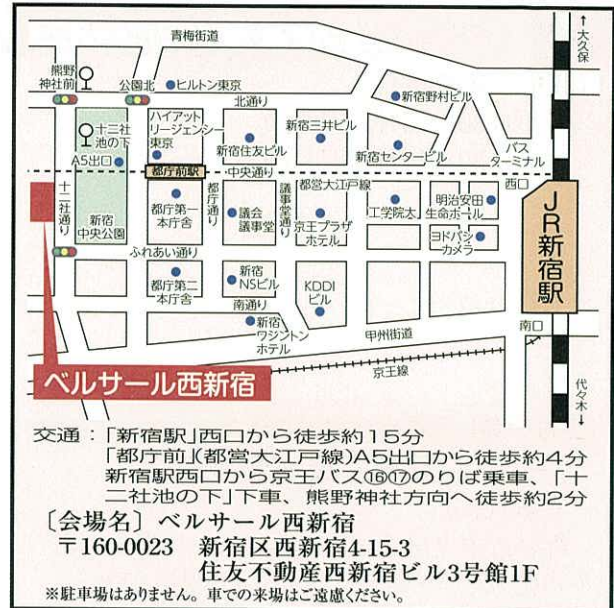 青梅街道
↑大久保
熊野神社前
公園北
ヒルトン東京
北通り
新宿野村ビル
十二社池の下
ハイアットリージェンシー東京
新宿住友ビル
新宿三井ビル
新宿センタービル
バスターミナル
A5出口
都庁前駅
中央通り
西口
十二社通り
新宿中央公園
都庁第一本庁舎
都庁通り
議会議事堂
議事堂通り
都営大江戸線
京王プラザホテル
工学院大
明治安田生命ホール
ヨドバシカメラ
JR新宿駅
ふれあい通り
都庁第二本庁舎
新宿NSビル
KDDIビル
南通り
新宿ワシントンホテル
甲州街道
南口
京王線
代々木↓
ベルサール西新宿
交通：「新宿駅」西口から徒歩約15分
「都庁前」(都営大江戸線)A5出口から徒歩約4分
新宿駅西口から京王バス⑯⑰のりば乗車、「十
二社池の下」下車、熊野神社方向へ徒歩約2分
〔会場名〕ベルサール西新宿
〒160-0023 新宿区西新宿4-15-3
住友不動産西新宿ビル3号館1F
※駐車場はありません。車での来場はご遠慮ください。